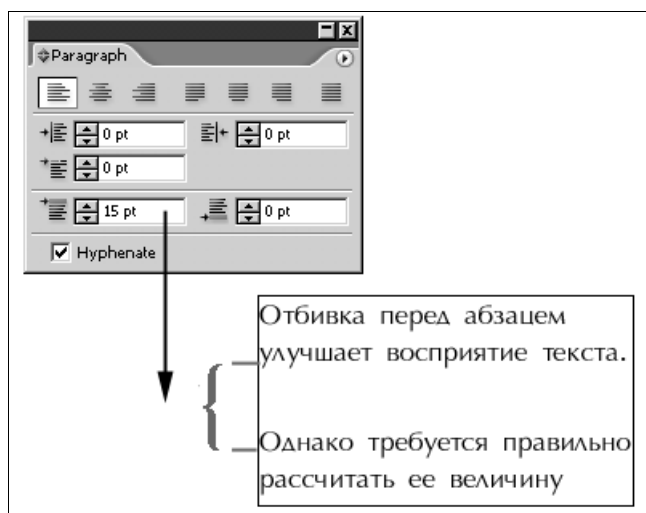 Paragraph
0 pt 0 pt
0 pt
15 pt 0 pt
Hyphenate
Отбивка перед абзацем
улучшает восприятие текста.
Однако требуется правильно
рассчитать ее величину